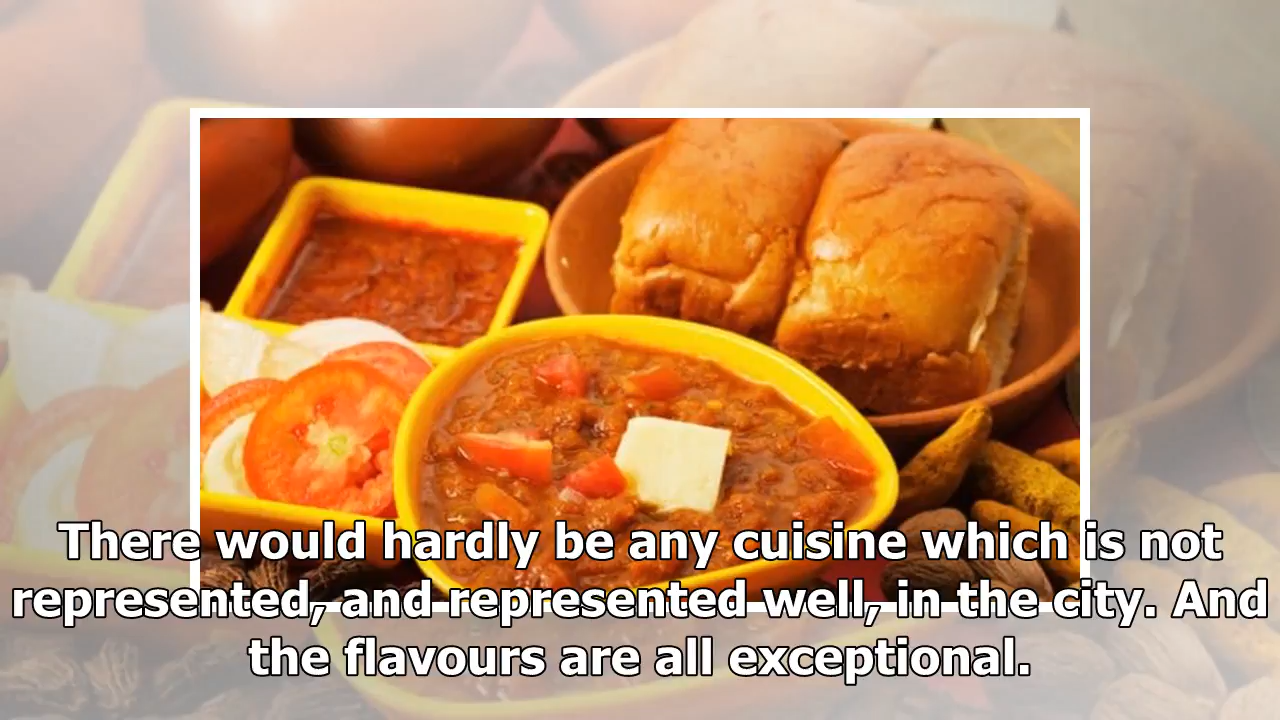 There would hardly be any cuisine which is not
represented, and represented well, in the city. And
the flavours are all exceptional.